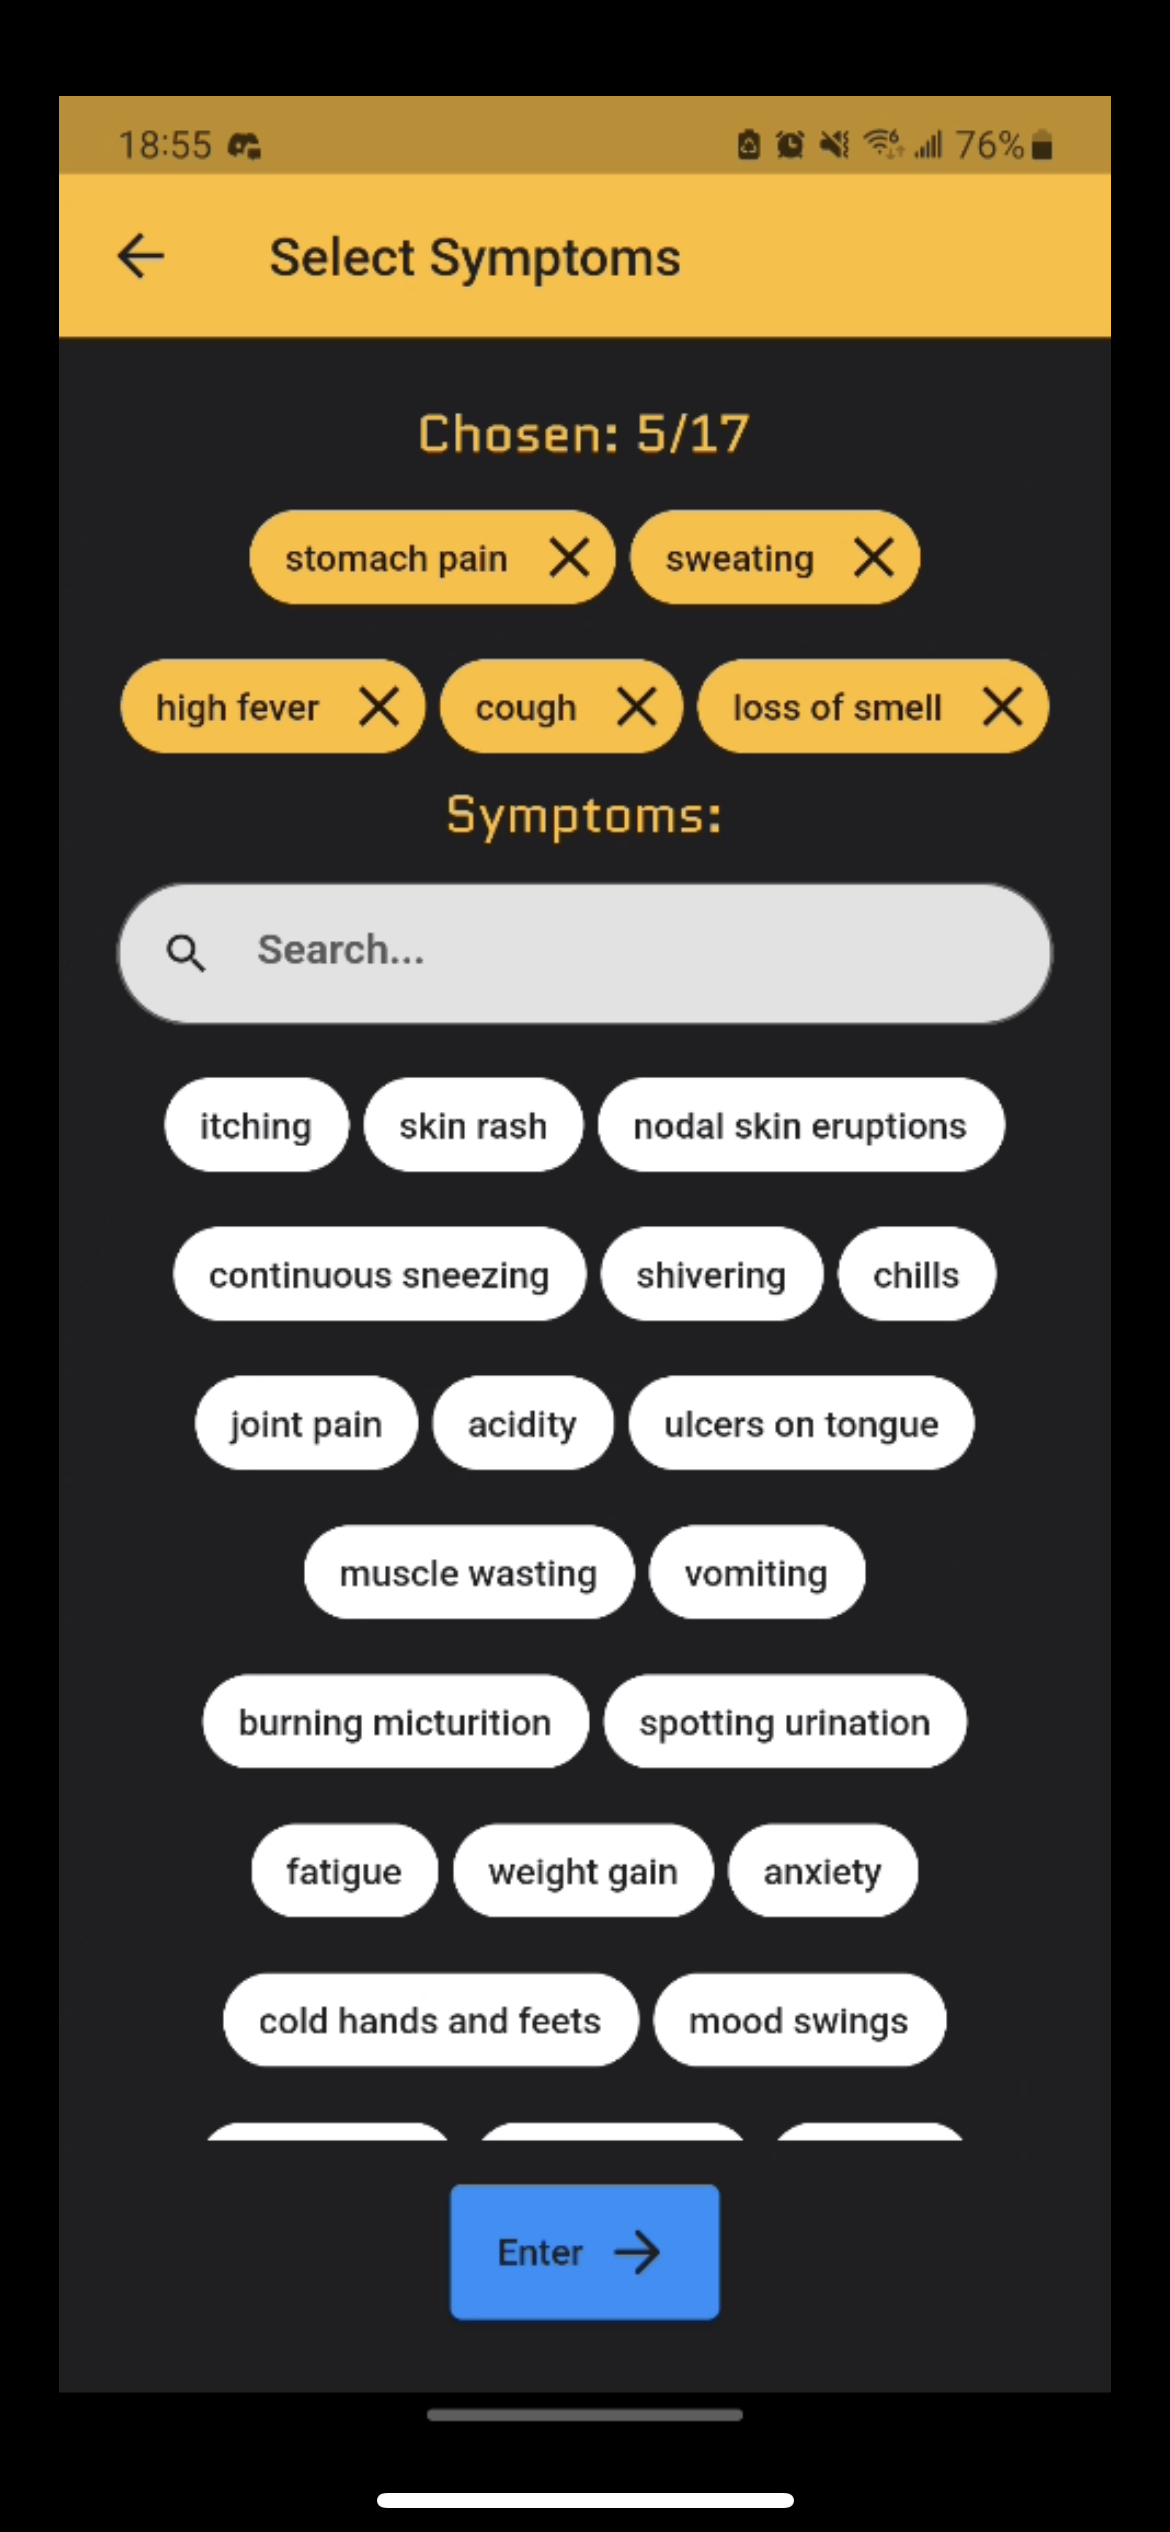 18:55 76%
Select Symptoms
Chosen: 5/17
stomach pain sweating
high fever cough loss of smell
Symptoms:
Search...
itching skin rash nodal skin eruptions
continuous sneezing shivering chills
joint pain acidity ulcers on tongue
muscle wasting vomiting
burning micturition spotting urination
fatigue weight gain anxiety
cold hands and feets mood swings
Enter